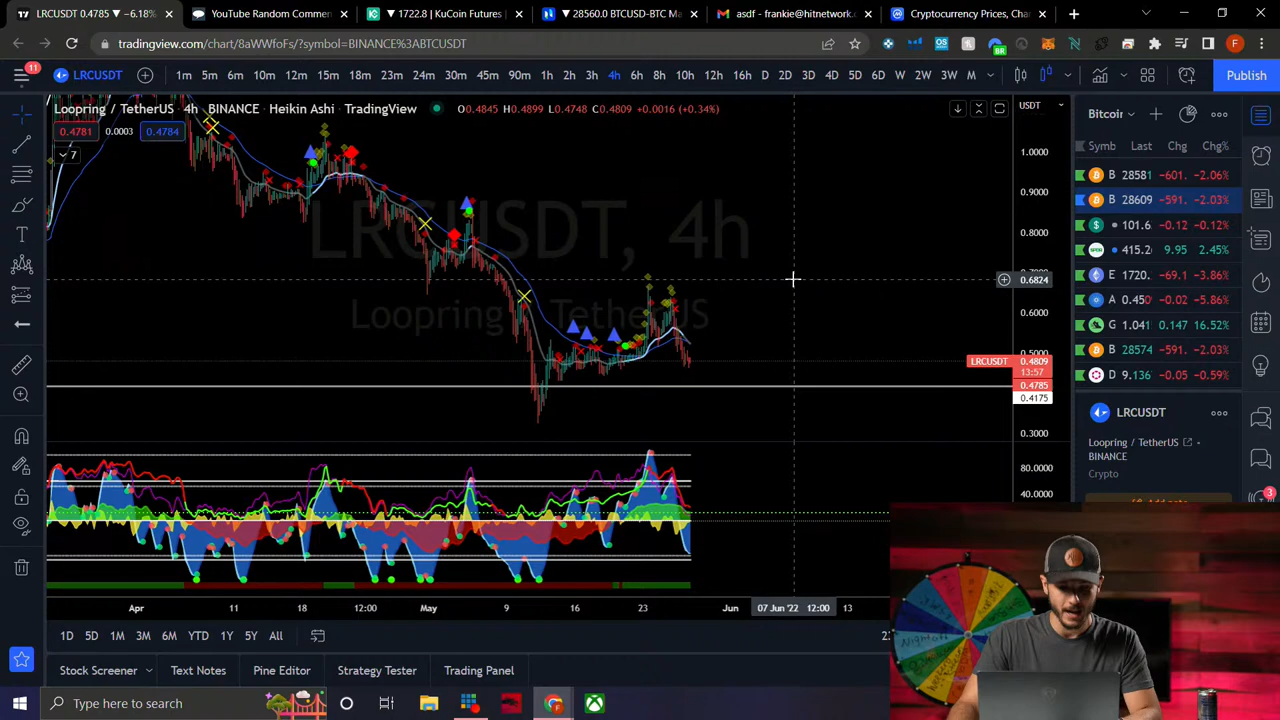 LRCUSDT 0.4785 ▼ −6.18%
YouTube Random Commen
▼ 1722.8 | KuCoin Futures
▼ 28560.0 BTCUSD-BTC Ma
asdf - frankie@hitnetwork.
Cryptocurrency Prices, Cha
tradingview.com/chart/8aWWfoFs/?symbol=BINANCE%3ABTCUSDT
BR
F
11
LRCUSDT
1m 5m 6m 10m 12m 15m 18m 23m 24m 30m 45m 90m 1h 2h 3h 4h 6h 8h 10h 12h 16h D 2D 3D 4D 5D 6D W 2W 3W M
Publish
Loopring / TetherUS 4h BINANCE Heikin Ashi TradingView
O0.4845 H0.4899 L0.4748 C0.4809 +0.0016 (+0.34%)
USDT
0.4781 0.0003 0.4784
7
LRCUSDT, 4h
Loopring / TetherUS
1.0000
0.9000
0.8000
0.6824
0.6000
0.5000
LRCUSDT 0.4809
13:57
0.4785
0.4175
0.3000
80.0000
40.0000
Apr 11 18 12:00 May 9 16 23 Jun 07 Jun '22 12:00 13
Bitcoin
Symb Last Chg Chg%
B 28581 -601. -2.06%
B 28609 -591. -2.03%
101.6 -0.12 -0.12%
415.2 9.95 2.45%
E 1720. -69.1 -3.86%
A 0.450 -0.02 -5.86%
G 1.041 0.147 16.52%
B 28574 -591. -2.03%
D 9.136 -0.05 -0.59%
LRCUSDT
Loopring / TetherUS
BINANCE
Crypto
3
1D 5D 1M 3M 6M YTD 1Y 5Y All
Stock Screener Text Notes Pine Editor Strategy Tester Trading Panel
Type here to search